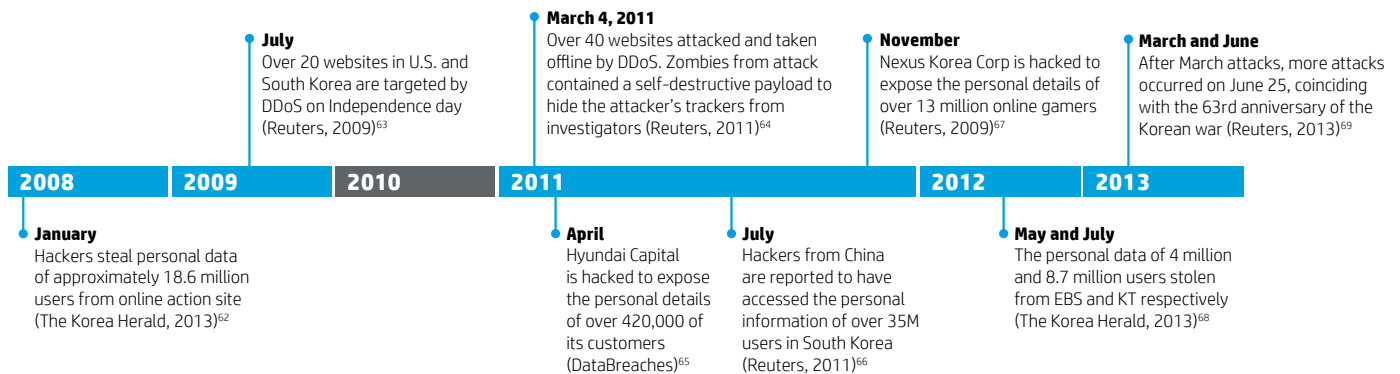 July
Over 20 websites in U.S. and
South Korea are targeted by
DDoS on Independence day
(Reuters, 2009)63
March 4, 2011
Over 40 websites attacked and taken
offline by DDoS. Zombies from attack
contained a self-destructive payload to
hide the attacker's trackers from
investigators (Reuters, 2011)64
November
Nexus Korea Corp is hacked to
expose the personal details of
over 13 million online gamers
(Reuters, 2009)67
March and June
After March attacks, more attacks
occurred on June 25, coinciding
with the 63rd anniversary of the
Korean war (Reuters, 2013)69
2008 2009 2010 2011 2012 2013
January
Hackers steal personal data
of approximately 18.6 million
users from online action site
(The Korea Herald, 2013)62
April
Hyundai Capital
is hacked to expose
the personal details
of over 420,000 of
its customers
(DataBreaches)65
July
Hackers from China
are reported to have
accessed the personal
information of over 35M
users in South Korea
(Reuters, 2011)66
May and July
The personal data of 4 million
and 8.7 million users stolen
from EBS and KT respectively
(The Korea Herald, 2013)68